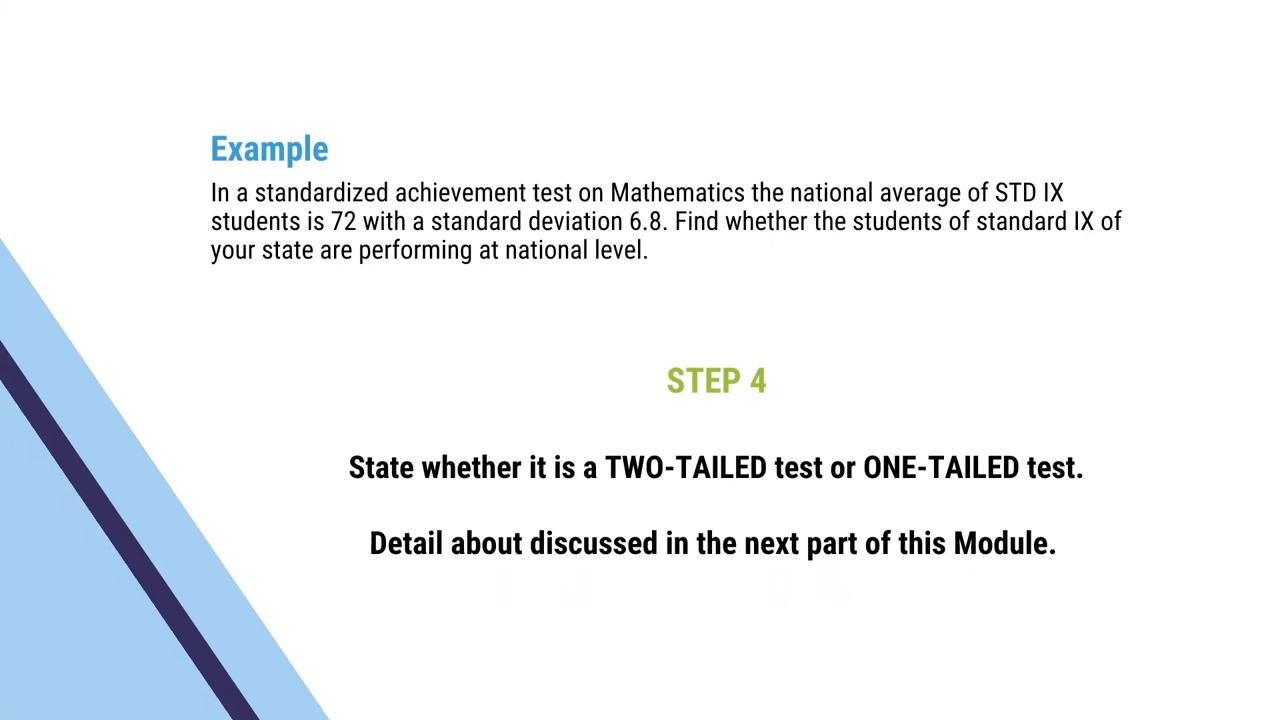 Example
In a standardized achievement test on Mathematics the national average of STD IX
students is 72 with a standard deviation 6.8. Find whether the students of standard IX of
your state are performing at national level.
STEP 4
State whether it is a TWO-TAILED test or ONE-TAILED test.
Detail about discussed in the next part of this Module.